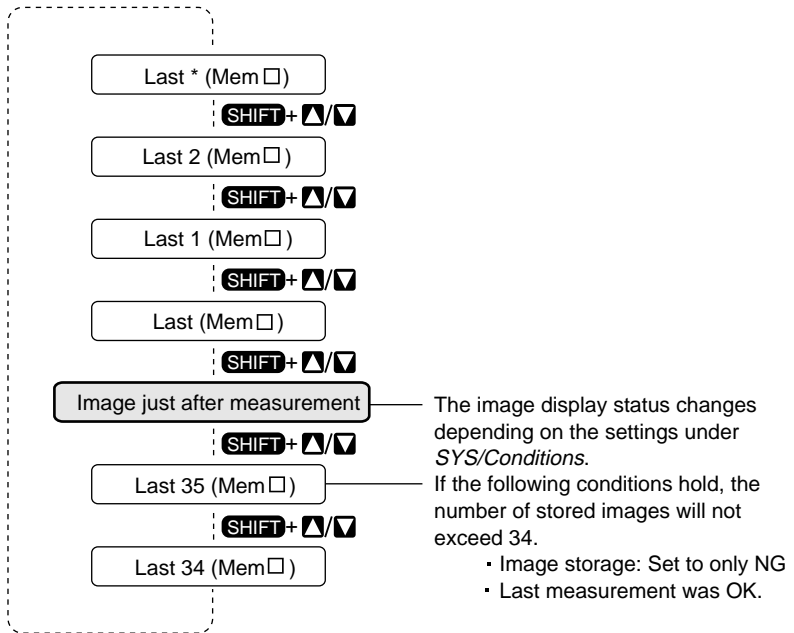 Last * (Mem□)
SHIFT+▲/▼
Last 2 (Mem□)
SHIFT+▲/▼
Last 1 (Mem□)
SHIFT+▲/▼
Last (Mem□)
SHIFT+▲/▼
Image just after measurement
The image display status changes
depending on the settings under
SYS/Conditions.
SHIFT+▲/▼
Last 35 (Mem□)
If the following conditions hold, the
number of stored images will not
exceed 34.
· Image storage: Set to only NG
· Last measurement was OK.
SHIFT+▲/▼
Last 34 (Mem□)